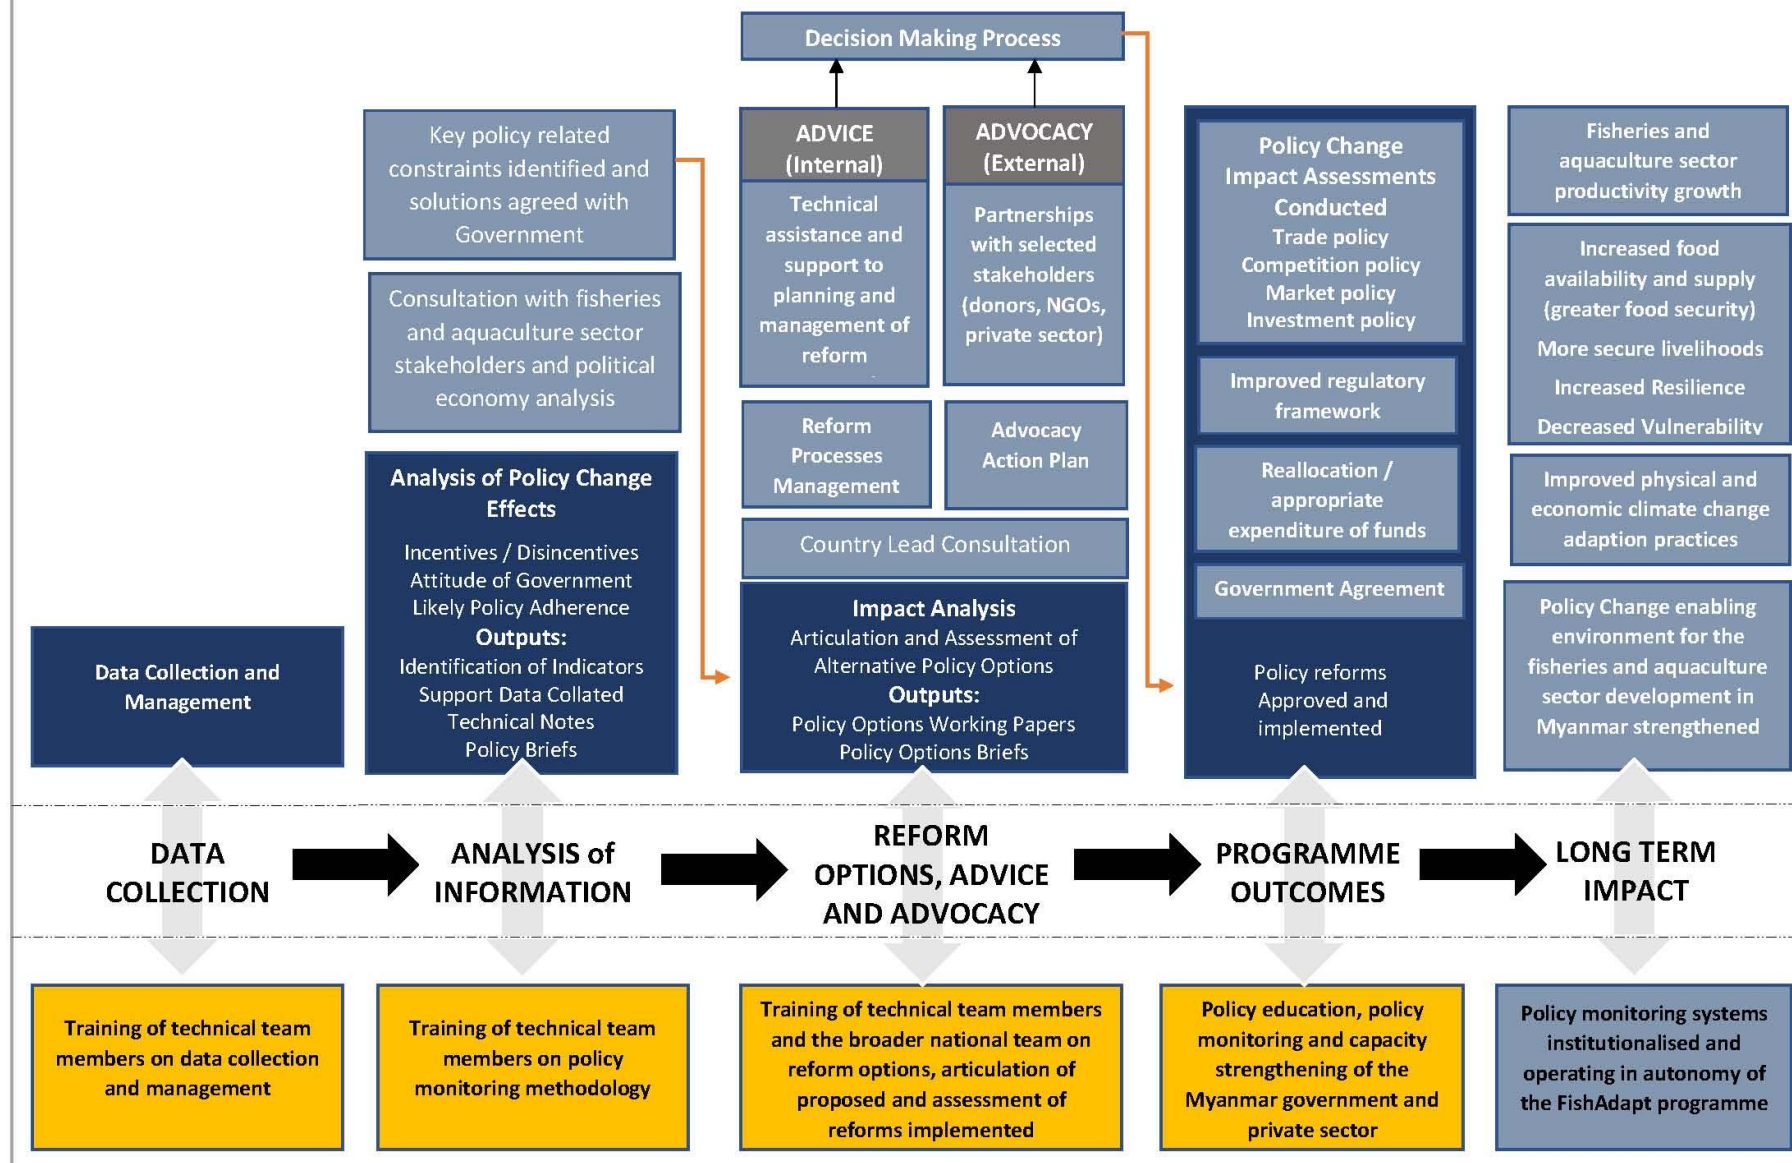 Decision Making Process
Key policy related
constraints identified and
solutions agreed with
Government
Consultation with fisheries
and aquaculture sector
stakeholders and political
economy analysis
Analysis of Policy Change
Effects
Incentives / Disincentives
Attitude of Government
Likely Policy Adherence
Outputs:
Identification of Indicators
Support Data Collated
Technical Notes
Policy Briefs
Data Collection and
Management
ADVICE
(Internal)
Technical
assistance and
support to
planning and
management of
reform
Reform
Processes
Management
ADVOCACY
(External)
Partnerships
with selected
stakeholders
(donors, NGOs,
private sector)
Advocacy
Action Plan
Country Lead Consultation
Impact Analysis
Articulation and Assessment of
Alternative Policy Options
Outputs:
Policy Options Working Papers
Policy Options Briefs
Policy Change
Impact Assessments
Conducted
Trade policy
Competition policy
Market policy
Investment policy
Improved regulatory
framework
Reallocation /
appropriate
expenditure of funds
Government Agreement
Policy reforms
Approved and
implemented
Fisheries and
aquaculture sector
productivity growth
Increased food
availability and supply
(greater food security)
More secure livelihoods
Increased Resilience
Decreased Vulnerability
Improved physical and
economic climate change
adaption practices
Policy Change enabling
environment for the
fisheries and aquaculture
sector development in
Myanmar strengthened
DATA
COLLECTION
ANALYSIS of
INFORMATION
REFORM
OPTIONS, ADVICE
AND ADVOCACY
PROGRAMME
OUTCOMES
LONG TERM
IMPACT
Training of technical team
members on data collection
and management
Training of technical team
members on policy
monitoring methodology
Training of technical team members
and the broader national team on
reform options, articulation of
proposed and assessment of
reforms implemented
Policy education, policy
monitoring and capacity
strengthening of the
Myanmar government and
private sector
Policy monitoring systems
institutionalised and
operating in autonomy of
the FishAdapt programme